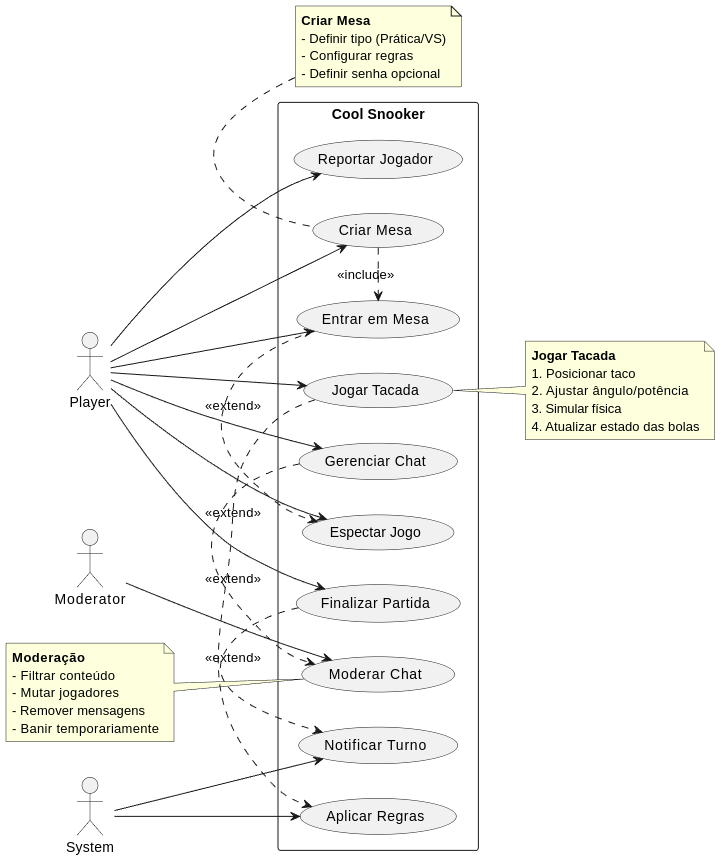 Criar Mesa
- Definir tipo (Prática/VS)
- Configurar regras
- Definir senha opcional
Cool Snooker
Reportar Jogador
Criar Mesa
«include»
Entrar em Mesa
Jogar Tacada
1. Posicionar taco
2. Ajustar ângulo/potência
3. Simular física
4. Atualizar estado das bolas
Jogar Tacada
Player
«extend»
Gerenciar Chat
«extend»
Espectar Jogo
Moderator
«extend»
Finalizar Partida
Moderação
- Filtrar conteúdo
- Mutar jogadores
- Remover mensagens
- Banir temporariamente
«extend»
Moderar Chat
Notificar Turno
System
Aplicar Regras